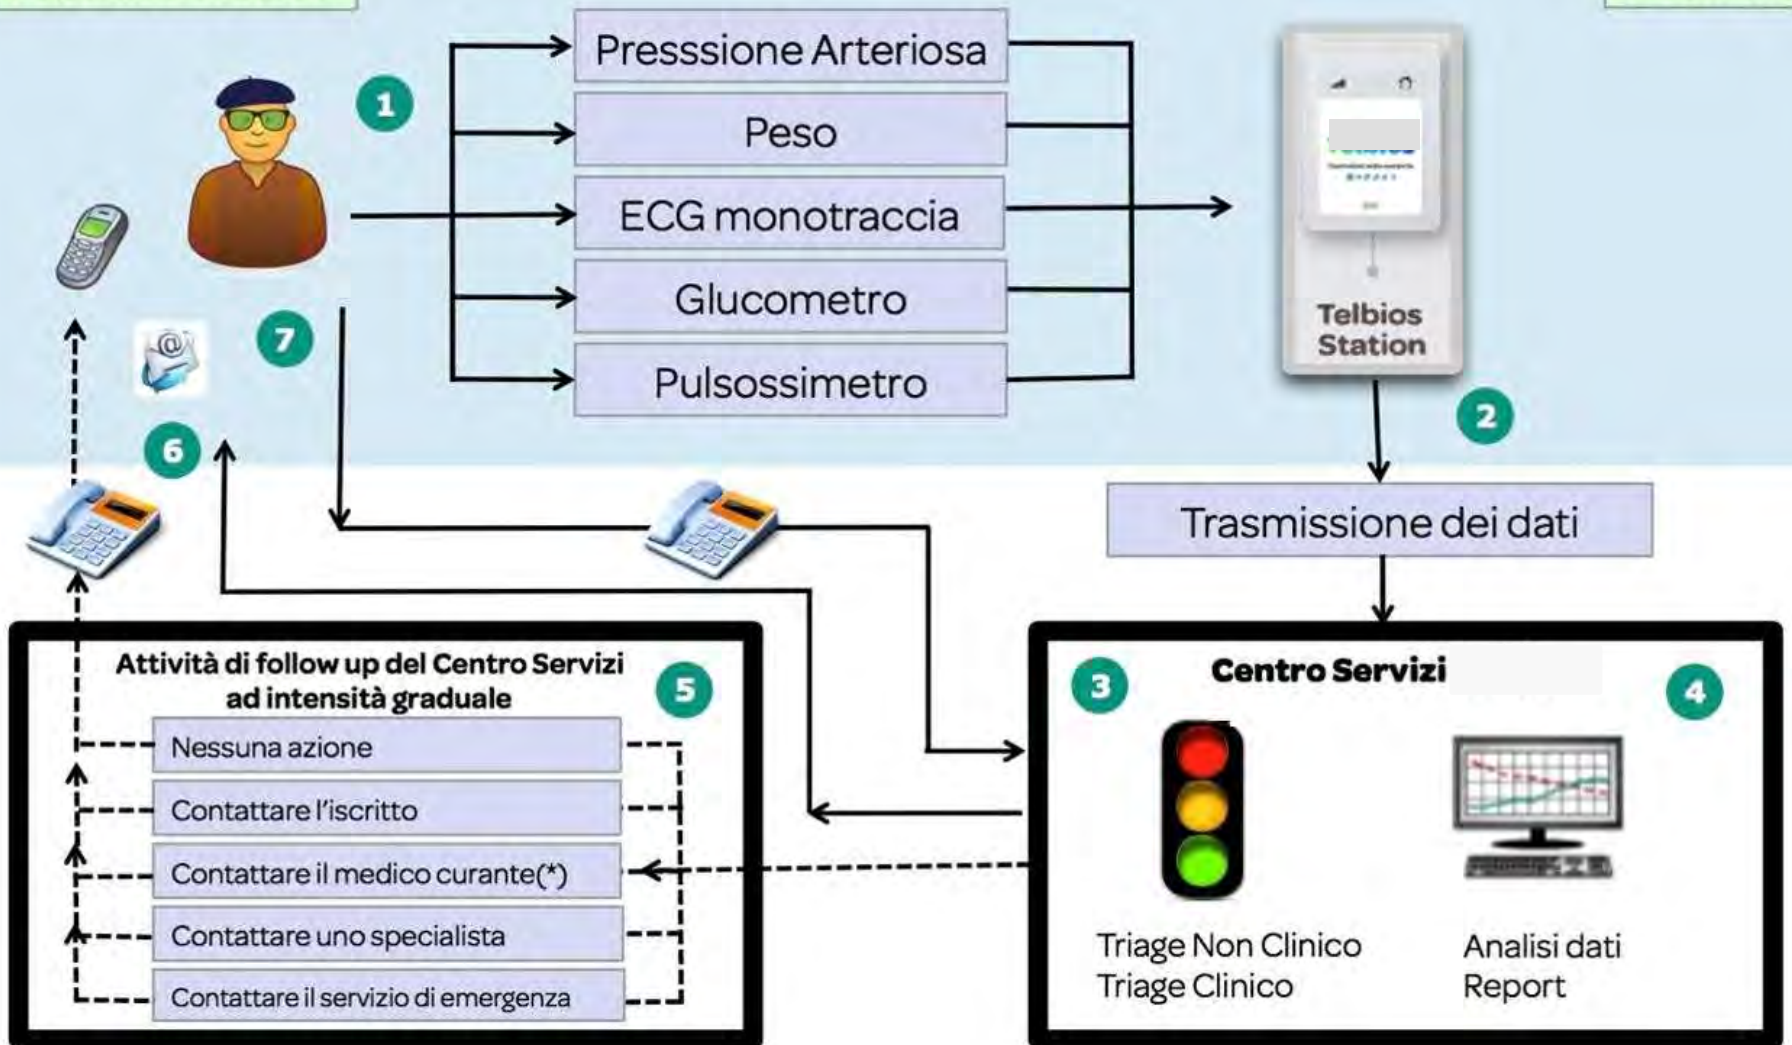 1
Presssione Arteriosa
Peso
ECG monotraccia
Glucometro
Pulsossimetro
Telbios
Station
2
7
6
Trasmissione dei dati
Attività di follow up del Centro Servizi
ad intensità graduale
5
Nessuna azione
Contattare l'iscritto
Contattare il medico curante(*)
Contattare uno specialista
Contattare il servizio di emergenza
3
Centro Servizi
4
Triage Non Clinico
Triage Clinico
Analisi dati
Report